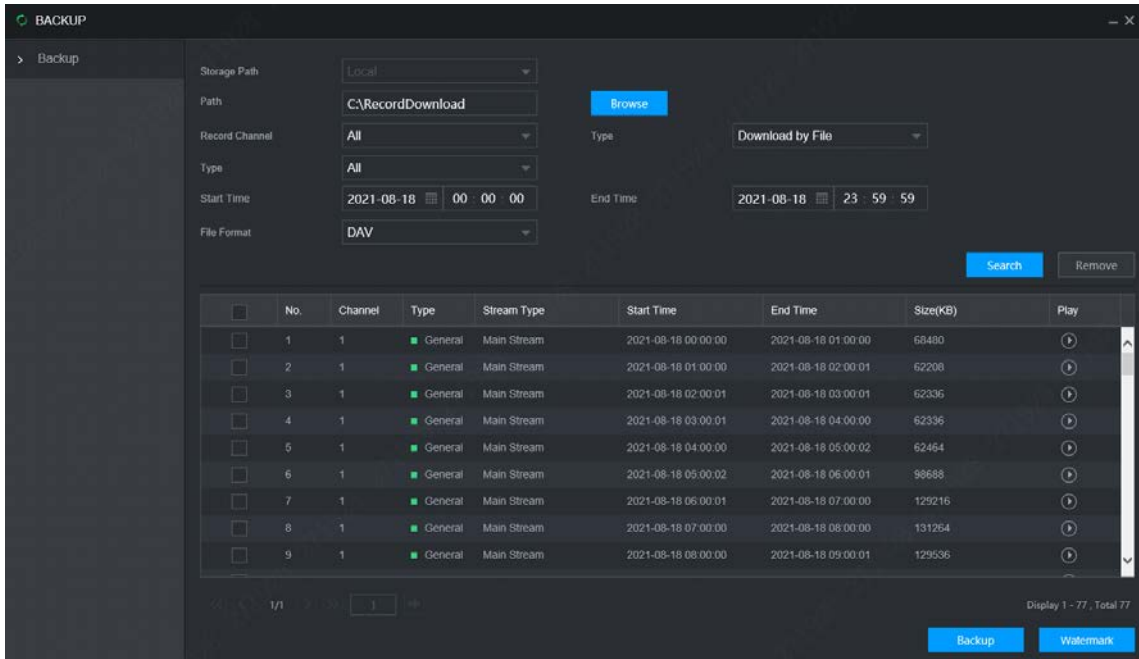 BACKUP
Backup
Storage Path Local
Path C:\RecordDownload Browse
Record Channel All Type Download by File
Type All
Start Time 2021-08-18 00 : 00 : 00 End Time 2021-08-18 23 : 59 : 59
File Format DAV
Search Remove
No. Channel Type Stream Type Start Time End Time Size(KB) Play
1 1 General Main Stream 2021-08-18 00:00:00 2021-08-18 01:00:00 68480
2 1 General Main Stream 2021-08-18 01:00:00 2021-08-18 02:00:01 62208
3 1 General Main Stream 2021-08-18 02:00:01 2021-08-18 03:00:01 62336
4 1 General Main Stream 2021-08-18 03:00:01 2021-08-18 04:00:00 62336
5 1 General Main Stream 2021-08-18 04:00:00 2021-08-18 05:00:02 62464
6 1 General Main Stream 2021-08-18 05:00:02 2021-08-18 06:00:01 98688
7 1 General Main Stream 2021-08-18 06:00:01 2021-08-18 07:00:00 129216
8 1 General Main Stream 2021-08-18 07:00:00 2021-08-18 08:00:00 131264
9 1 General Main Stream 2021-08-18 08:00:00 2021-08-18 09:00:01 129536
1/1 1 Display 1 - 77 , Total 77
Backup Watermark